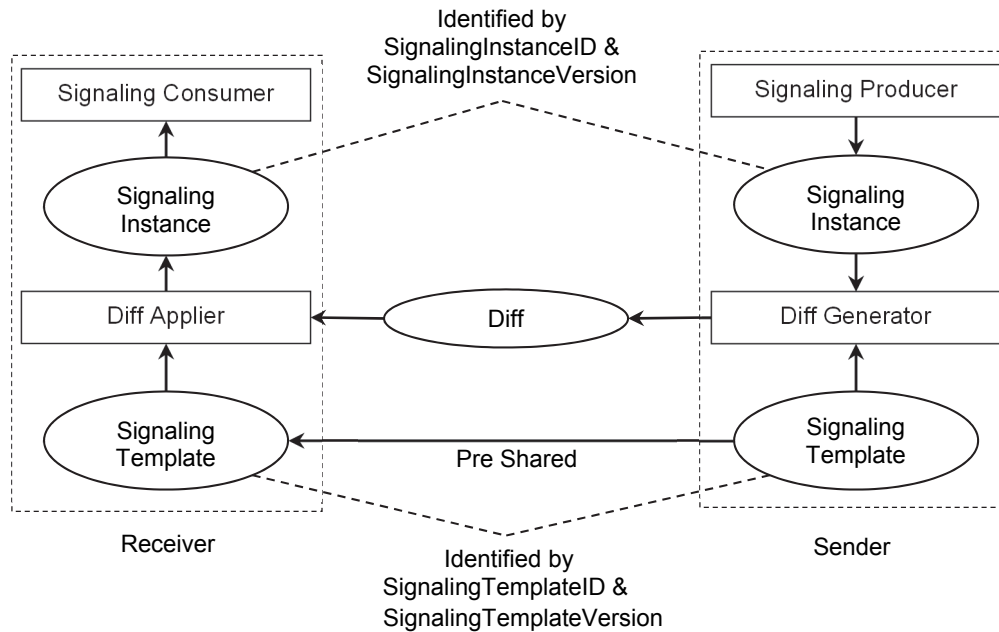 Identified by
SignalingInstanceID &
SignalingInstanceVersion
Signaling Consumer
Signaling Producer
Signaling
Instance
Signaling
Instance
Diff Applier
Diff
Diff Generator
Signaling
Template
Pre Shared
Signaling
Template
Receiver
Sender
Identified by
SignalingTemplateID &
SignalingTemplateVersion